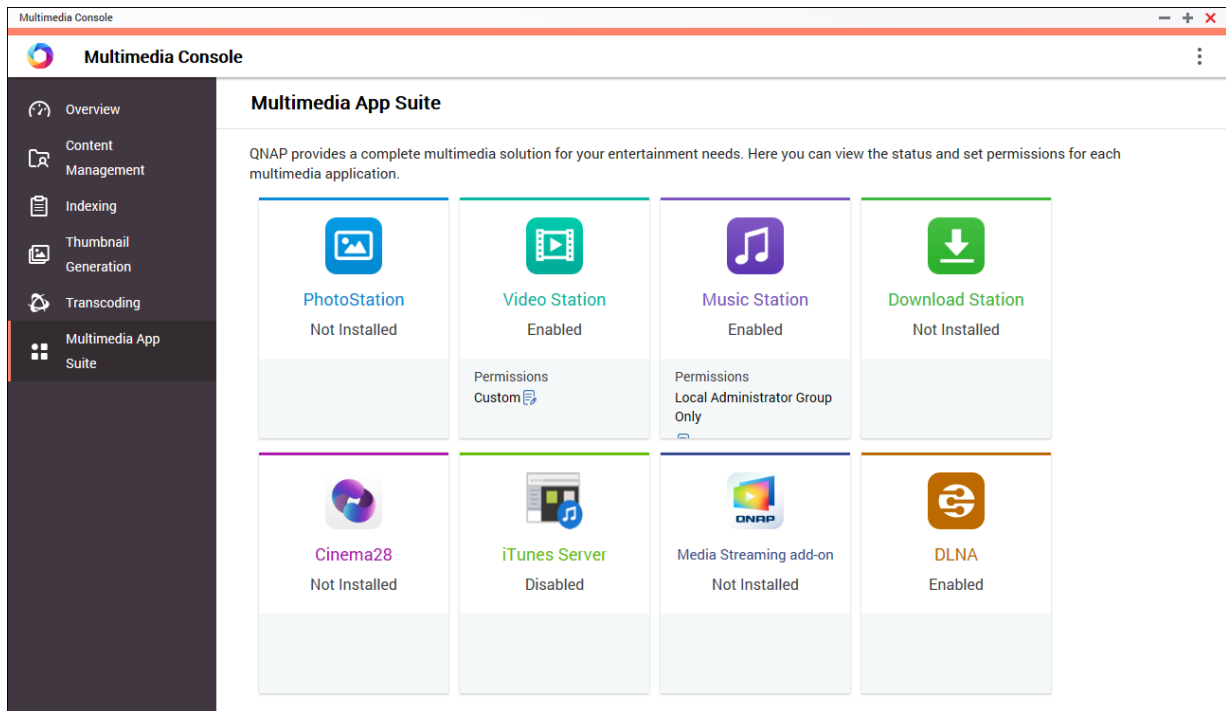 Multimedia Console
Multimedia Console
Overview
Content
Management
Indexing
Thumbnail
Generation
Transcoding
Multimedia App
Suite
Multimedia App Suite
QNAP provides a complete multimedia solution for your entertainment needs. Here you can view the status and set permissions for each
multimedia application.
PhotoStation
Not Installed
Video Station
Enabled
Permissions
Custom
Music Station
Enabled
Permissions
Local Administrator Group
Only
Download Station
Not Installed
Cinema28
Not Installed
iTunes Server
Disabled
QNAP
Media Streaming add-on
Not Installed
DLNA
Enabled